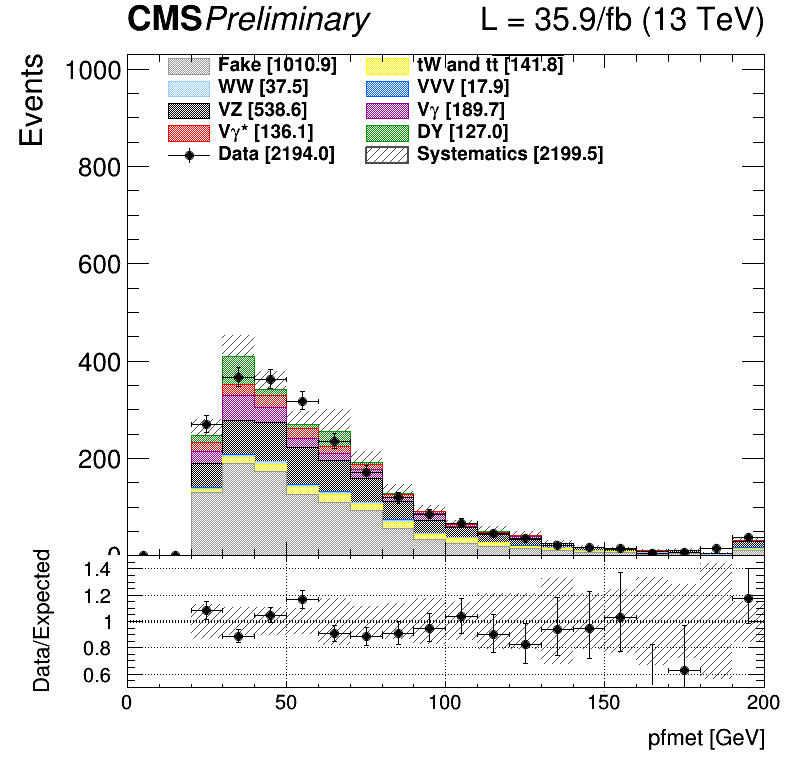 CMS Preliminary L = 35.9/fb (13 TeV)
Events
1000
800
600
400
200
0
Fake [1010.9] tW and tt [141.8]
WW [37.5] VVV [17.9]
VZ [538.6] Vγ [189.7]
Vγ* [136.1] DY [127.0]
Data [2194.0] Systematics [2199.5]
Data/Expected
1.4
1.2
1
0.8
0.6
0 50 100 150 200
pfmet [GeV]